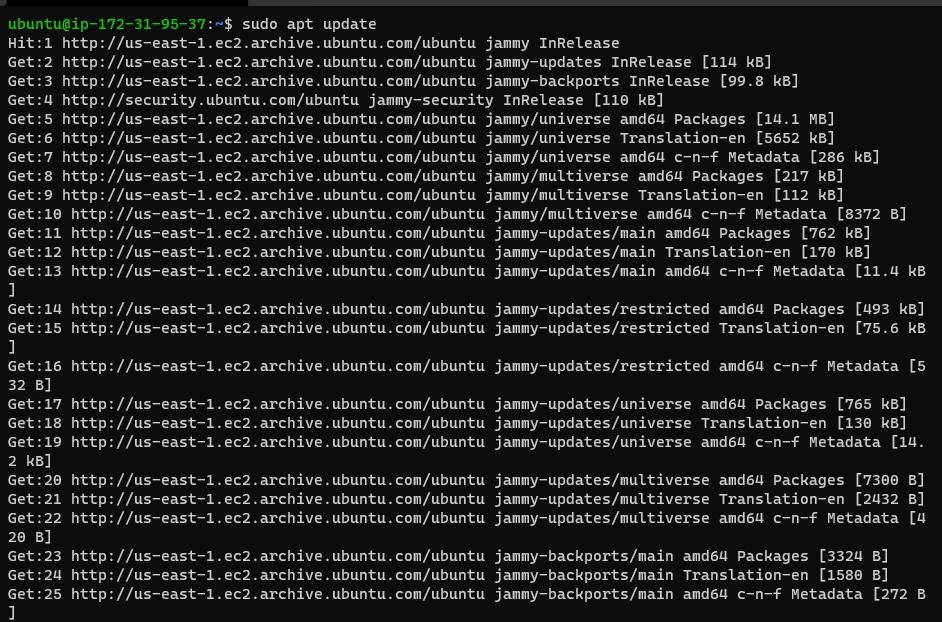 ubuntu@ip-172-31-95-37:~$ sudo apt update
Hit:1 http://us-east-1.ec2.archive.ubuntu.com/ubuntu jammy InRelease
Get:2 http://us-east-1.ec2.archive.ubuntu.com/ubuntu jammy-updates InRelease [114 kB]
Get:3 http://us-east-1.ec2.archive.ubuntu.com/ubuntu jammy-backports InRelease [99.8 kB]
Get:4 http://security.ubuntu.com/ubuntu jammy-security InRelease [110 kB]
Get:5 http://us-east-1.ec2.archive.ubuntu.com/ubuntu jammy/universe amd64 Packages [14.1 MB]
Get:6 http://us-east-1.ec2.archive.ubuntu.com/ubuntu jammy/universe Translation-en [5652 kB]
Get:7 http://us-east-1.ec2.archive.ubuntu.com/ubuntu jammy/universe amd64 c-n-f Metadata [286 kB]
Get:8 http://us-east-1.ec2.archive.ubuntu.com/ubuntu jammy/multiverse amd64 Packages [217 kB]
Get:9 http://us-east-1.ec2.archive.ubuntu.com/ubuntu jammy/multiverse Translation-en [112 kB]
Get:10 http://us-east-1.ec2.archive.ubuntu.com/ubuntu jammy/multiverse amd64 c-n-f Metadata [8372 B]
Get:11 http://us-east-1.ec2.archive.ubuntu.com/ubuntu jammy-updates/main amd64 Packages [762 kB]
Get:12 http://us-east-1.ec2.archive.ubuntu.com/ubuntu jammy-updates/main Translation-en [170 kB]
Get:13 http://us-east-1.ec2.archive.ubuntu.com/ubuntu jammy-updates/main amd64 c-n-f Metadata [11.4 kB
]
Get:14 http://us-east-1.ec2.archive.ubuntu.com/ubuntu jammy-updates/restricted amd64 Packages [493 kB]
Get:15 http://us-east-1.ec2.archive.ubuntu.com/ubuntu jammy-updates/restricted Translation-en [75.6 kB
]
Get:16 http://us-east-1.ec2.archive.ubuntu.com/ubuntu jammy-updates/restricted amd64 c-n-f Metadata [5
32 B]
Get:17 http://us-east-1.ec2.archive.ubuntu.com/ubuntu jammy-updates/universe amd64 Packages [765 kB]
Get:18 http://us-east-1.ec2.archive.ubuntu.com/ubuntu jammy-updates/universe Translation-en [130 kB]
Get:19 http://us-east-1.ec2.archive.ubuntu.com/ubuntu jammy-updates/universe amd64 c-n-f Metadata [14.
2 kB]
Get:20 http://us-east-1.ec2.archive.ubuntu.com/ubuntu jammy-updates/multiverse amd64 Packages [7300 B]
Get:21 http://us-east-1.ec2.archive.ubuntu.com/ubuntu jammy-updates/multiverse Translation-en [2432 B]
Get:22 http://us-east-1.ec2.archive.ubuntu.com/ubuntu jammy-updates/multiverse amd64 c-n-f Metadata [4
20 B]
Get:23 http://us-east-1.ec2.archive.ubuntu.com/ubuntu jammy-backports/main amd64 Packages [3324 B]
Get:24 http://us-east-1.ec2.archive.ubuntu.com/ubuntu jammy-backports/main Translation-en [1580 B]
Get:25 http://us-east-1.ec2.archive.ubuntu.com/ubuntu jammy-backports/main amd64 c-n-f Metadata [272 B
]